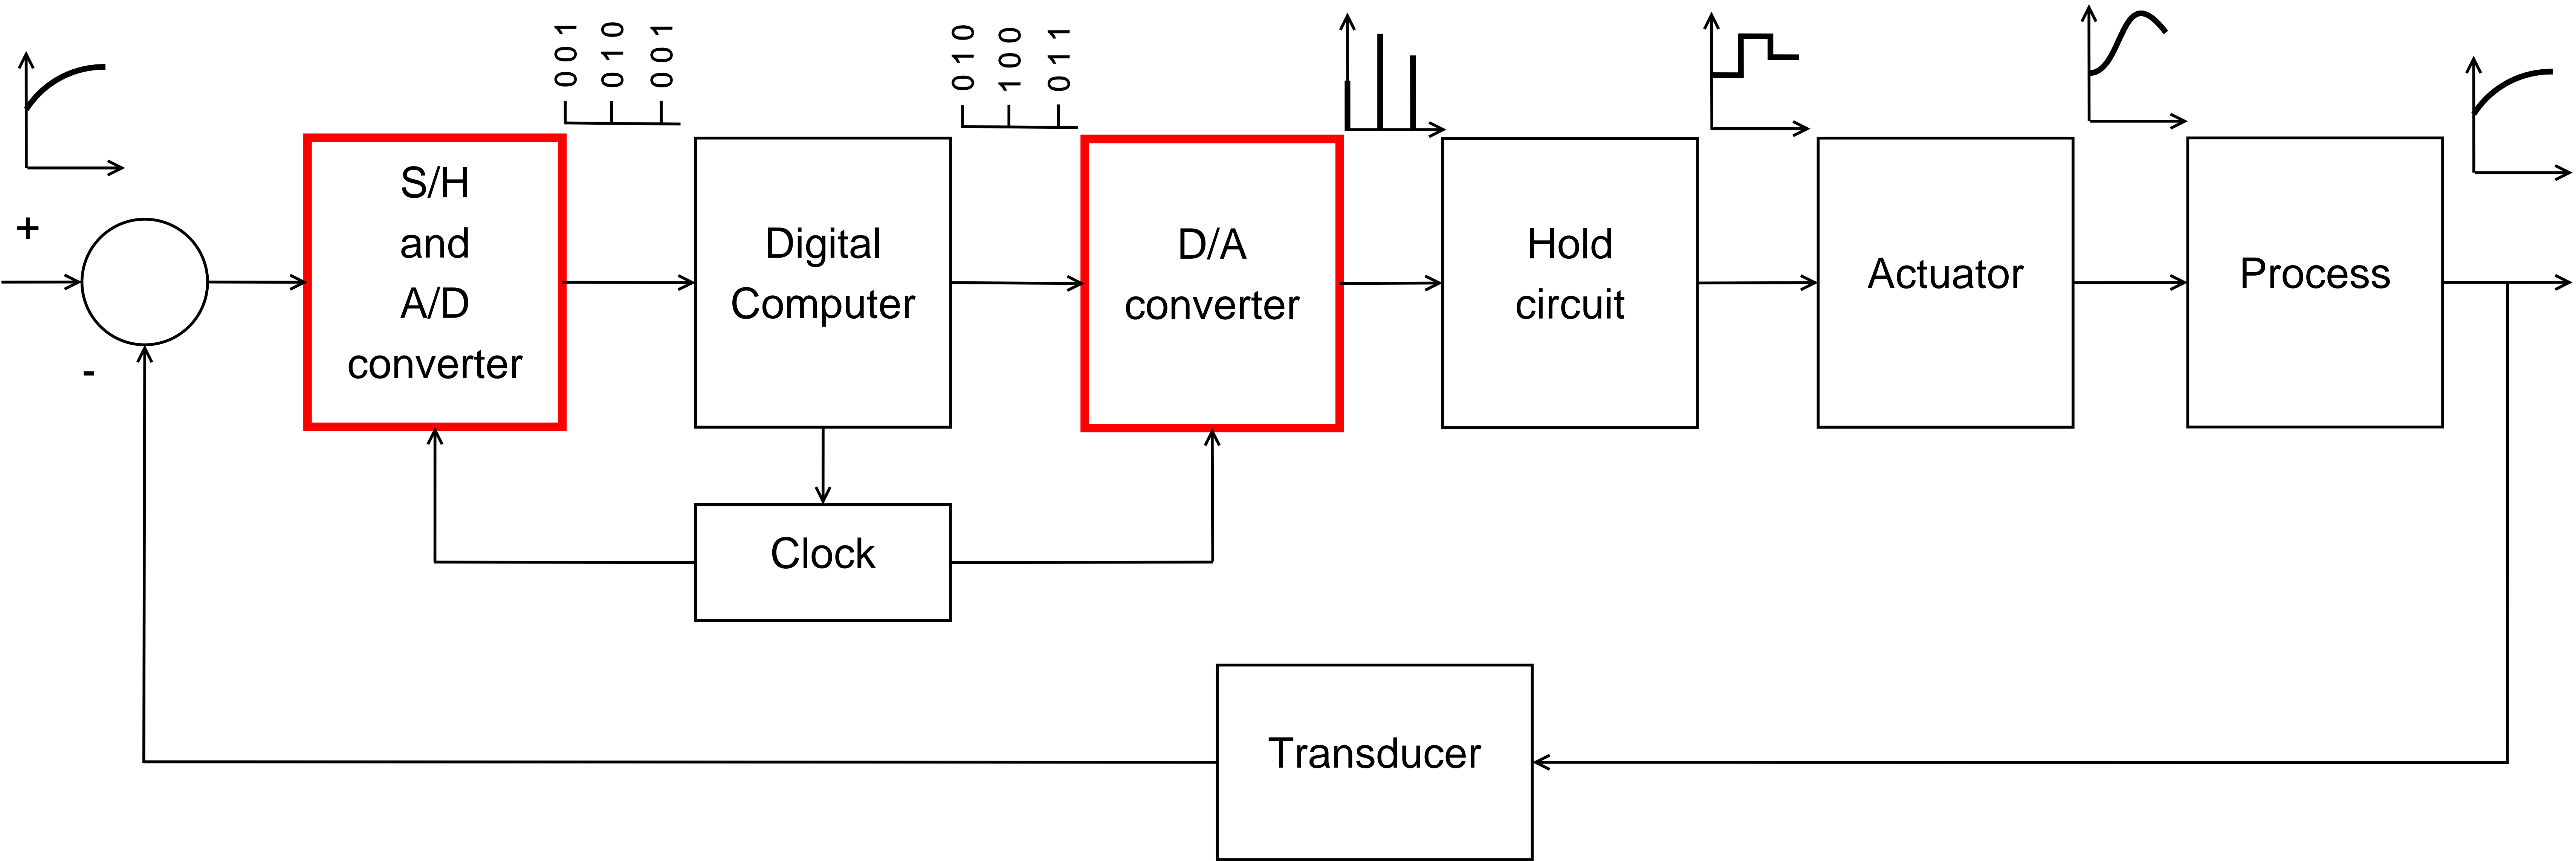 0 0 1
0 1 0
0 0 1
0 1 0
1 0 0
0 1 1
+
-
S/H
and
A/D
converter
Digital
Computer
D/A
converter
Hold
circuit
Actuator
Process
Clock
Transducer